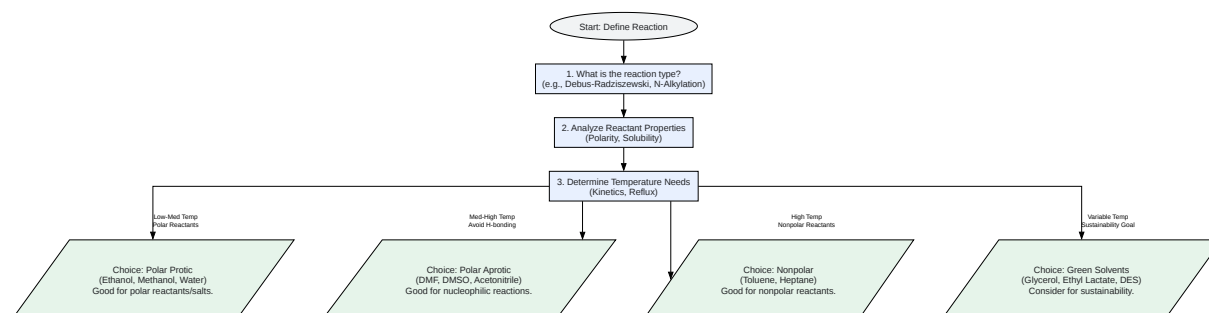 Start: Define Reaction
1. What is the reaction type?
(e.g., Debus-Radziszewski, N-Alkylation)
2. Analyze Reactant Properties
(Polarity, Solubility)
3. Determine Temperature Needs
(Kinetics, Reflux)
Low-Med Temp
Polar Reactants
Med-High Temp
Avoid H-bonding
High Temp
Nonpolar Reactants
Variable Temp
Sustainability Goal
Choice: Polar Protic
(Ethanol, Methanol, Water)
Good for polar reactants/salts.
Choice: Polar Aprotic
(DMF, DMSO, Acetonitrile)
Good for nucleophilic reactions.
Choice: Nonpolar
(Toluene, Heptane)
Good for nonpolar reactants.
Choice: Green Solvents
(Glycerol, Ethyl Lactate, DES)
Consider for sustainability.